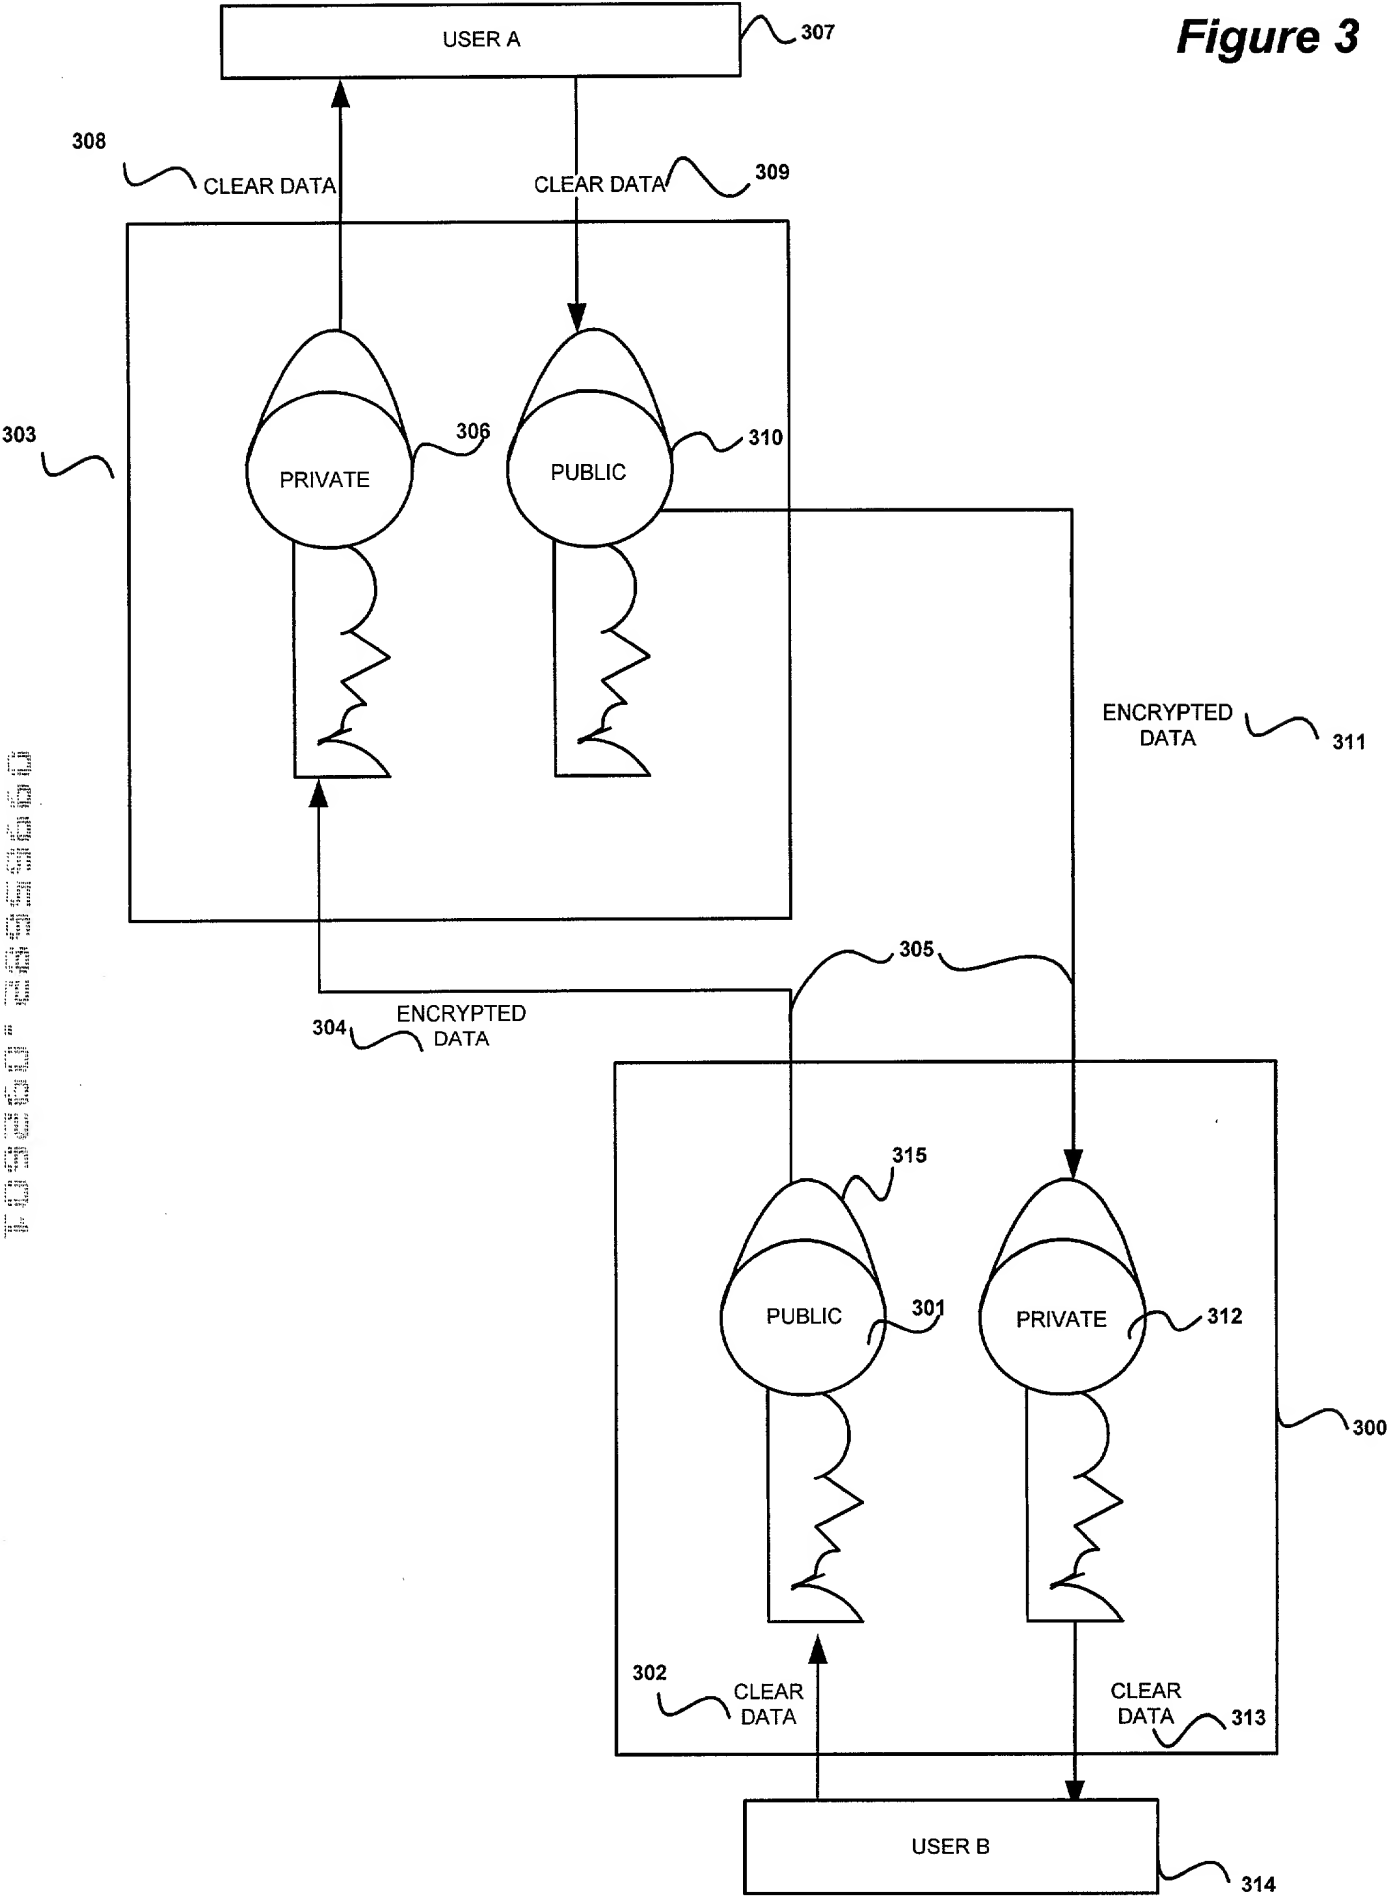 USER A
307
Figure 3
308
CLEAR DATA
CLEAR DATA
309
303
306
310
PRIVATE
PUBLIC
ENCRYPTED
DATA
311
305
304
ENCRYPTED
DATA
315
PUBLIC
301
PRIVATE
312
300
302
CLEAR
DATA
CLEAR
DATA
313
USER B
314